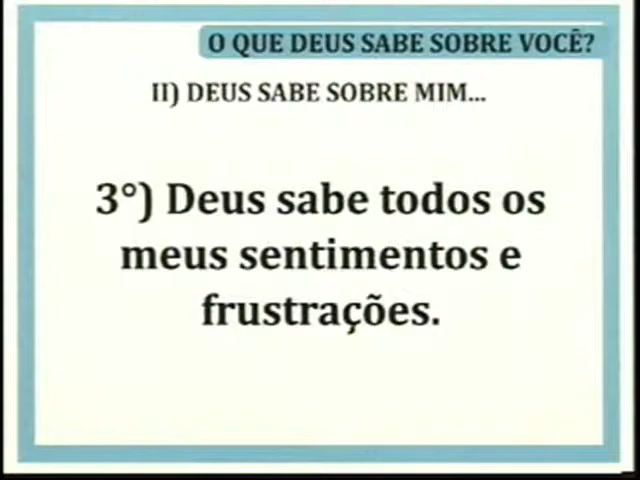 O QUE DEUS SABE SOBRE VOCÊ?
II) DEUS SABE SOBRE MIM...
3°) Deus sabe todos os
meus sentimentos e
frustrações.